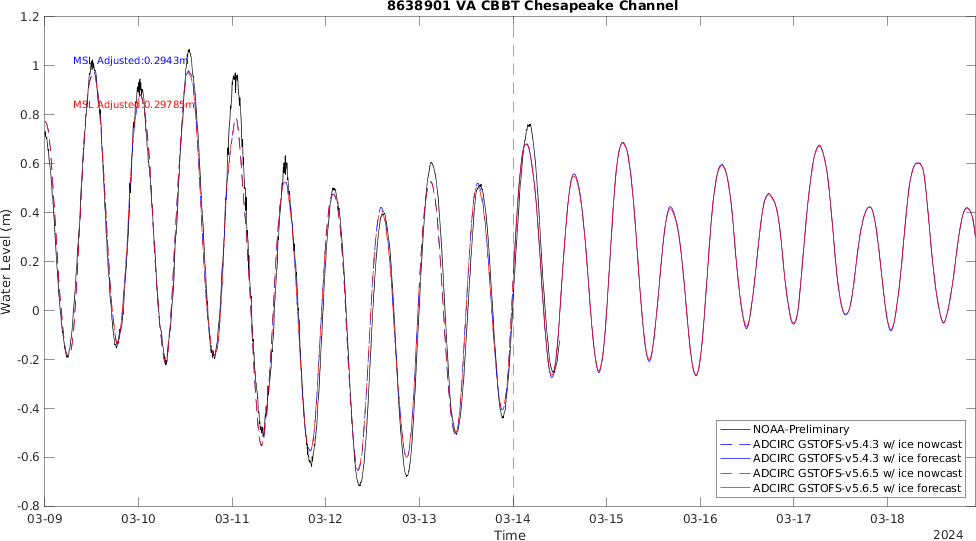 8638901 VA CBBT Chesapeake Channel
1.2
1
0.8
0.6
0.4
0.2
0
-0.2
-0.4
-0.6
-0.8
Water Level (m)
MSL Adjusted:0.2943m
MSL Adjusted:0.29785m
NOAA-Preliminary
ADCIRC GSTOFS-v5.4.3 w/ ice nowcast
ADCIRC GSTOFS-v5.4.3 w/ ice forecast
ADCIRC GSTOFS-v5.6.5 w/ ice nowcast
ADCIRC GSTOFS-v5.6.5 w/ ice forecast
03-09 03-10 03-11 03-12 03-13 03-14 03-15 03-16 03-17 03-18
Time
2024